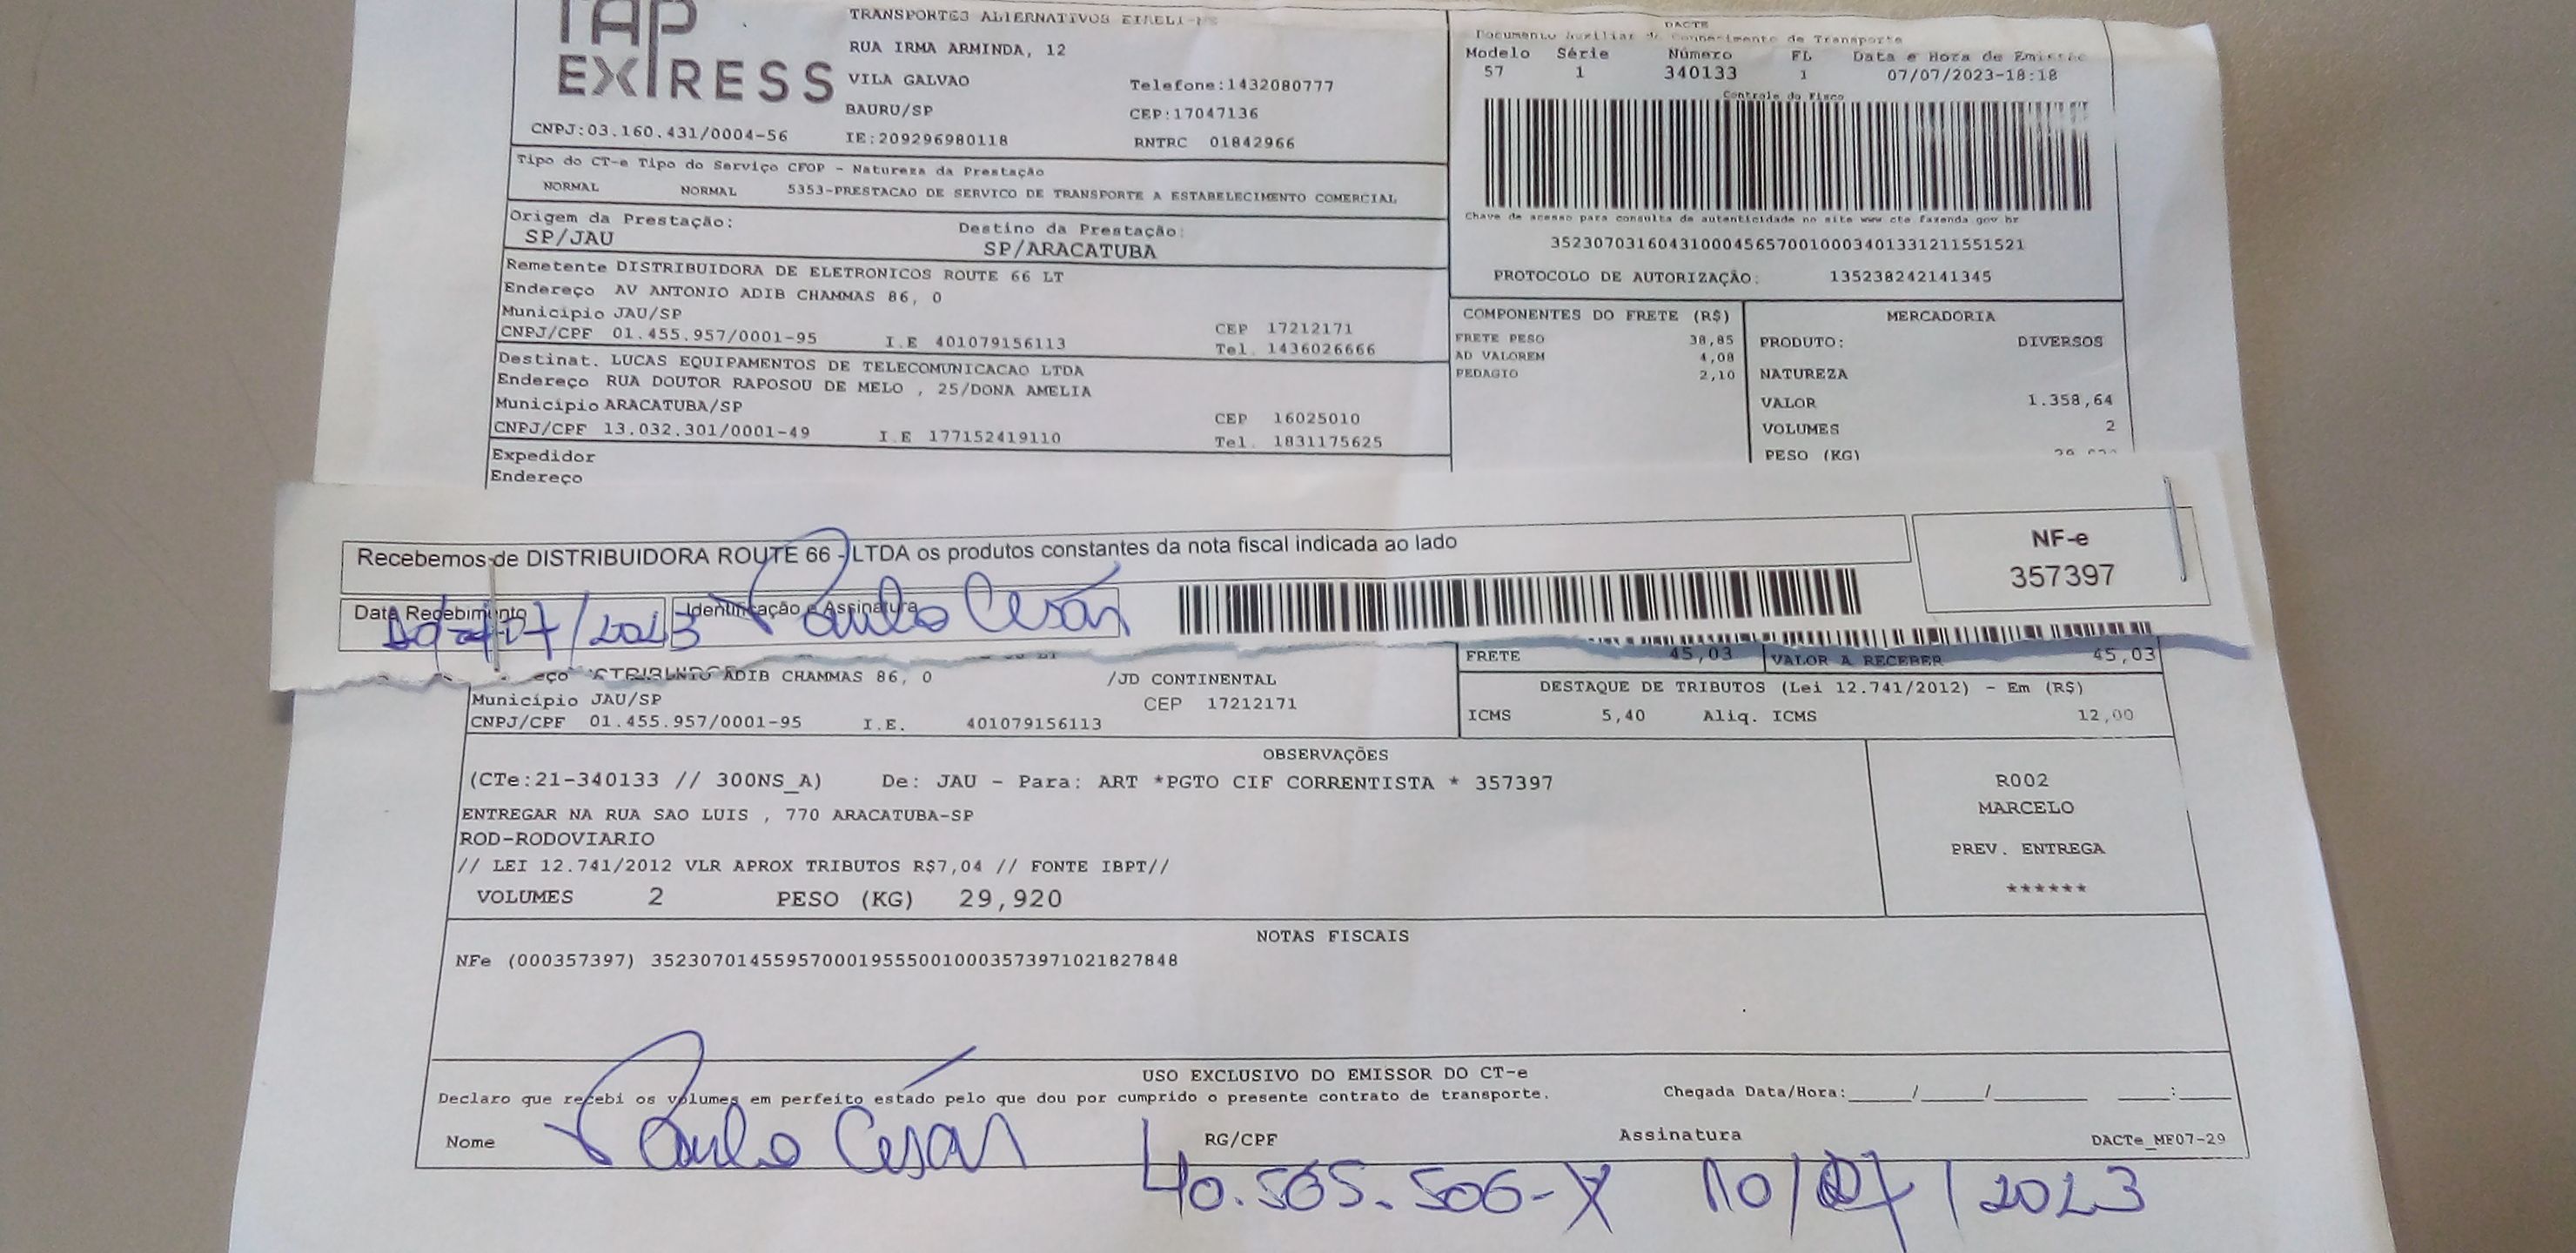 TAP
EXPRESS
TRANSPORTES ALTERNATIVOS EIRELI-
RUA IRMA ARMINDA, 12
VILA GALVAO
Telefone:1432080777
BAURU/SP
CEP:17047136
CNPJ:03.160.431/0004-56
IE:209296980118
RNTRC 01842966
DACTE
Documento Auxiliar do Conhecimento de Transporte
Modelo Série Número FL Data e Hora de Emissão
57 1 340133 1 07/07/2023-18:18
Controle do Fisco
Chave de acesso para consulta de autenticidade no site www cte fazenda gov br
35230703160431000456570010003401331211551521
PROTOCOLO DE AUTORIZAÇÃO: 135238242141345
Tipo do CT-e Tipo do Serviço CFOP - Natureza da Prestação
NORMAL NORMAL 5353-PRESTACAO DE SERVICO DE TRANSPORTE A ESTABELECIMENTO COMERCIAL
Origem da Prestação: Destino da Prestação:
SP/JAU SP/ARACATUBA
Remetente DISTRIBUIDORA DE ELETRONICOS ROUTE 66 LT
Endereço AV ANTONIO ADIB CHAMMAS 86, 0
Município JAU/SP CEP 17212171
CNPJ/CPF 01.455.957/0001-95 I.E 401079156113 Tel. 1436026666
Destinat. LUCAS EQUIPAMENTOS DE TELECOMUNICACAO LTDA
Endereço RUA DOUTOR RAPOSOU DE MELO , 25/DONA AMELIA
Município ARACATUBA/SP CEP 16025010
CNPJ/CPF 13.032.301/0001-49 I.E 177152419110 Tel. 1831175625
Expedidor
Endereço
COMPONENTES DO FRETE (R$)
FRETE PESO 38,85
AD VALOREM 4,08
PEDAGIO 2,10
MERCADORIA
PRODUTO: DIVERSOS
NATUREZA
VALOR 1.358,64
VOLUMES 2
PESO (KG)
Recebemos de DISTRIBUIDORA ROUTE 66 - LTDA os produtos constantes da nota fiscal indicada ao lado
NF-e
357397
Data Recebimento Identificação e Assinatura
10/07/2023 Paulo Cesár
FRETE 45,03 VALOR A RECEBER 45,03
ADIB CHAMMAS 86, 0 /JD CONTINENTAL
Município JAU/SP CEP 17212171
CNPJ/CPF 01.455.957/0001-95 I.E. 401079156113
DESTAQUE DE TRIBUTOS (Lei 12.741/2012) - Em (R$)
ICMS 5,40 Aliq. ICMS 12,00
OBSERVAÇÕES
(CTe:21-340133 // 300NS_A) De: JAU - Para: ART *PGTO CIF CORRENTISTA * 357397
ENTREGAR NA RUA SAO LUIS , 770 ARACATUBA-SP
ROD-RODOVIARIO
// LEI 12.741/2012 VLR APROX TRIBUTOS R$7,04 // FONTE IBPT//
VOLUMES 2 PESO (KG) 29,920
R002
MARCELO
PREV. ENTREGA
******
NOTAS FISCAIS
NFe (000357397) 35230701455957000195550010003573971021827848
USO EXCLUSIVO DO EMISSOR DO CT-e
Declaro que recebi os volumes em perfeito estado pelo que dou por cumprido o presente contrato de transporte. Chegada Data/Hora:____/____/______ ____:____
Nome Paulo Cesár RG/CPF Assinatura DACTe_MF07-29
40.565.506-X 10/07/2023